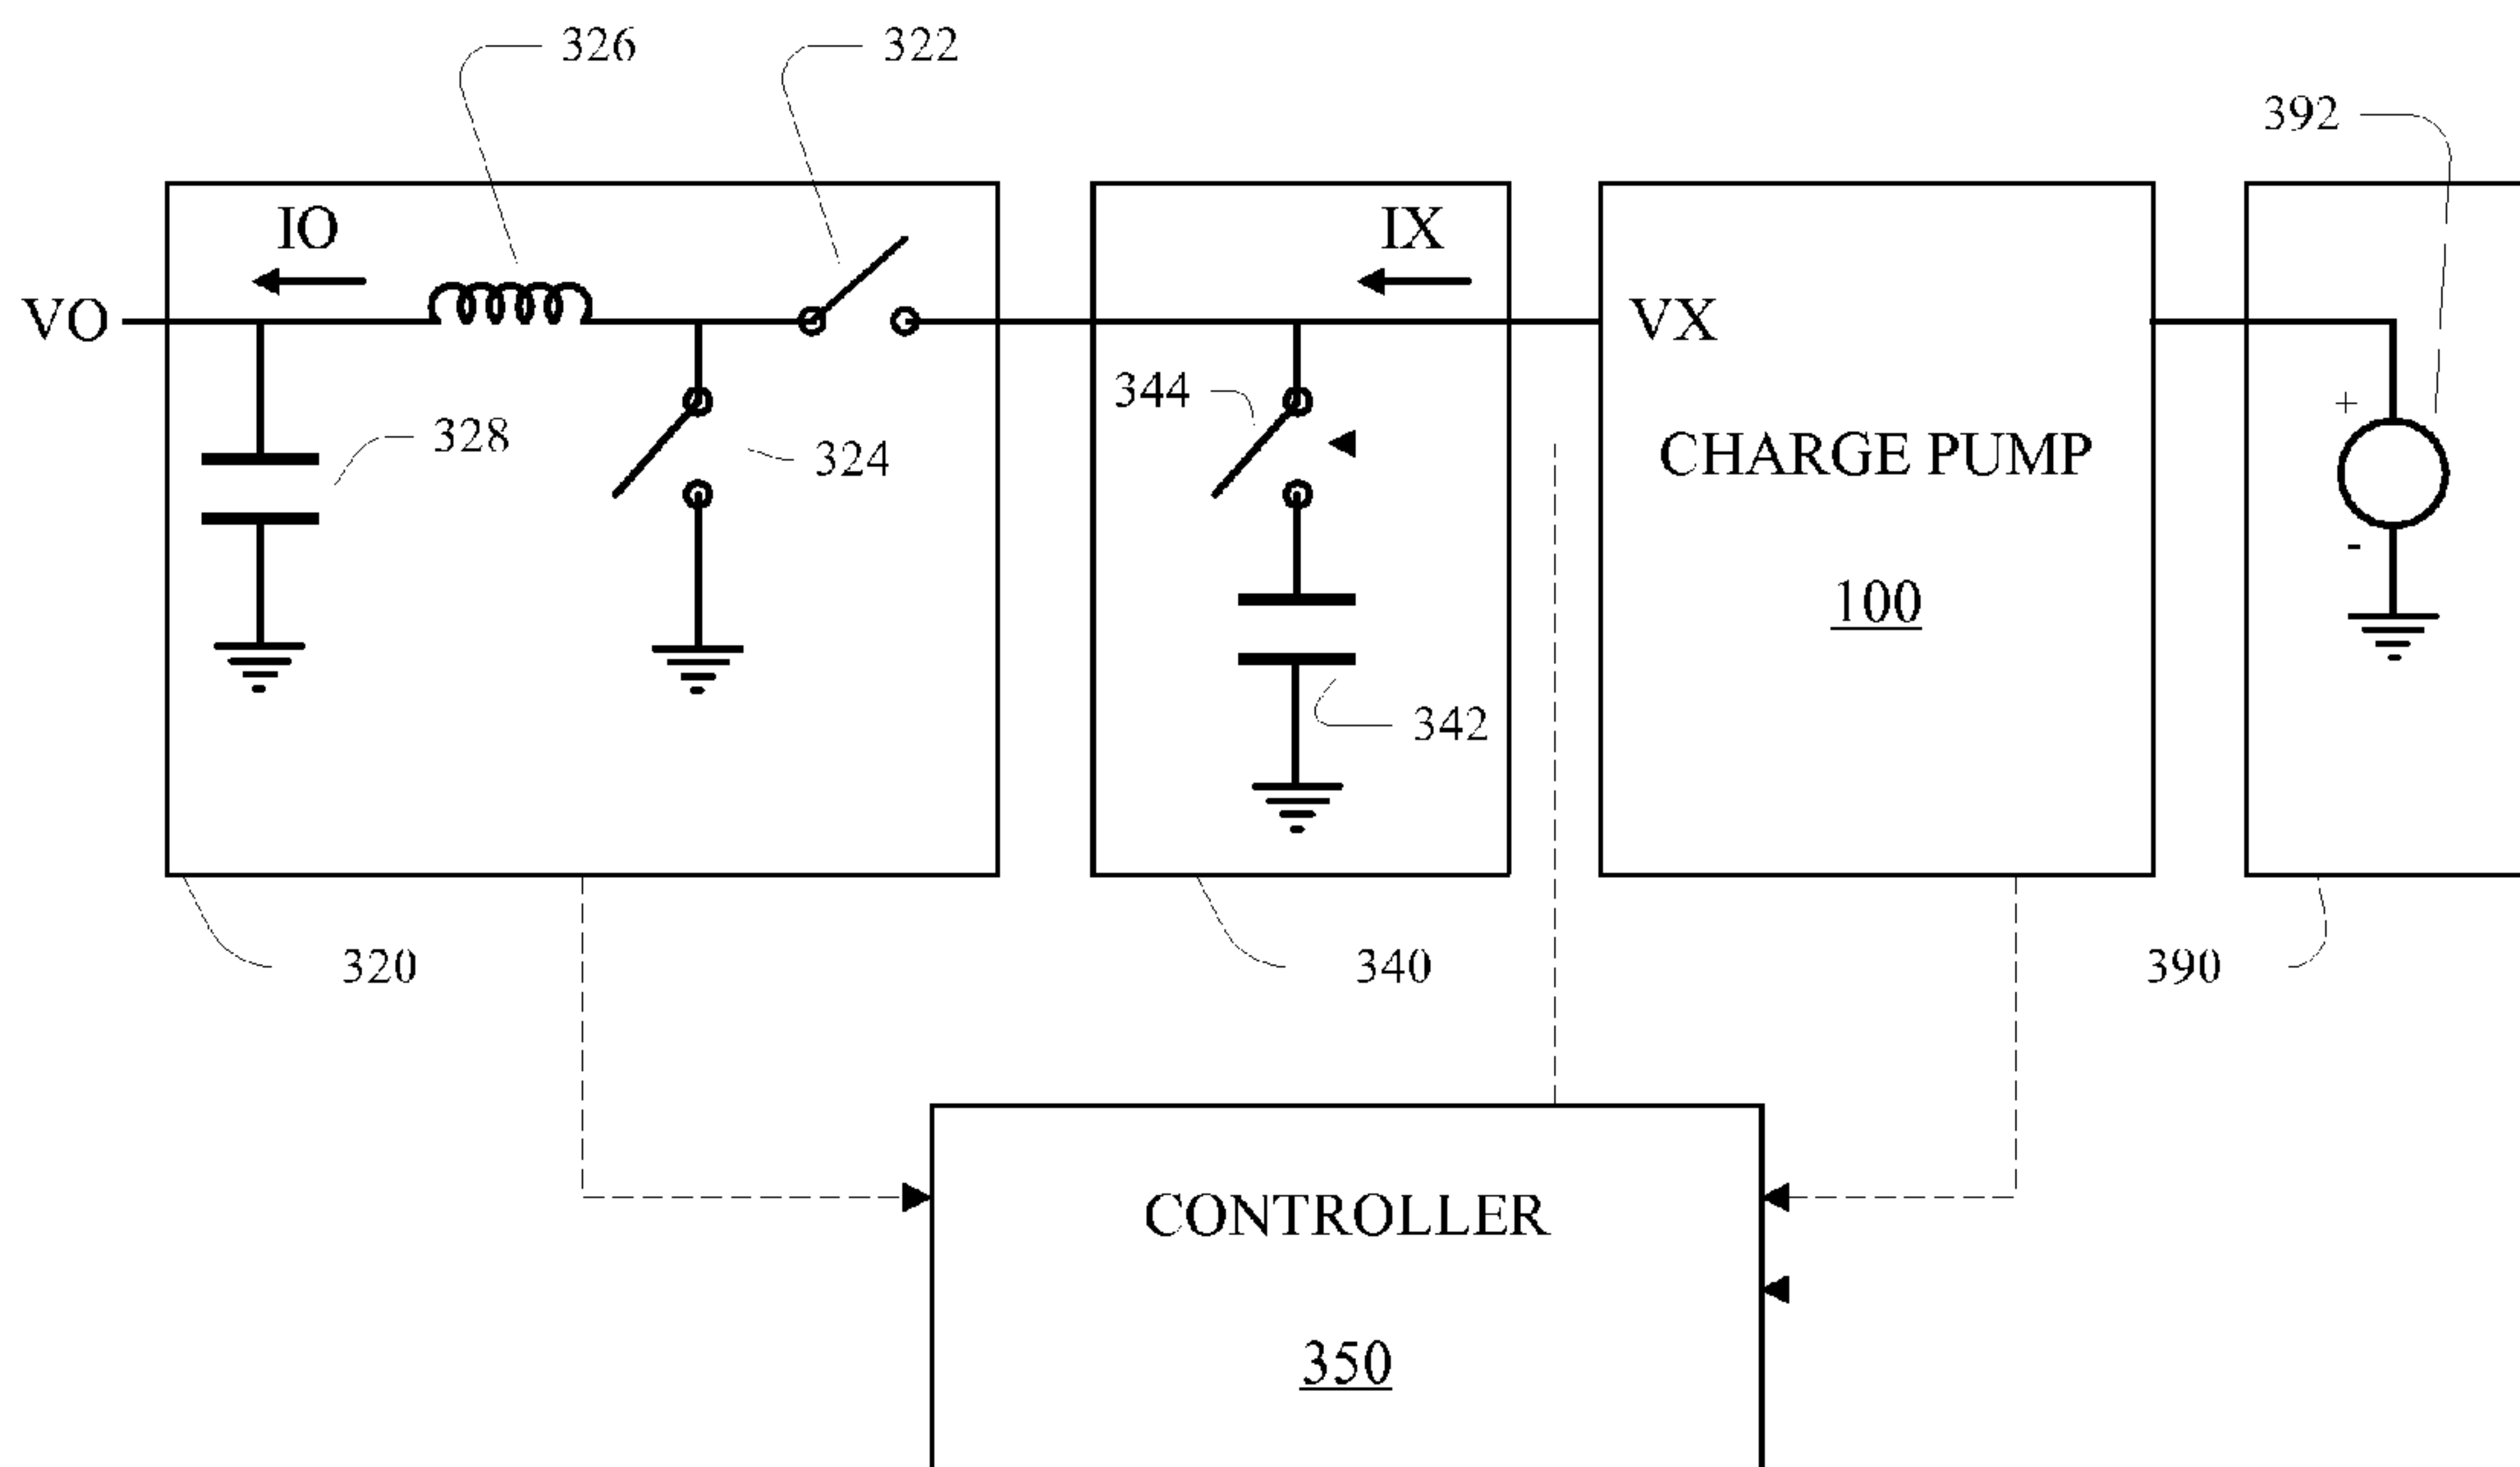 326
322
392
IO
IX
VO
VX
344
328
324
CHARGE PUMP
+
-
100
342
320
340
390
CONTROLLER
350